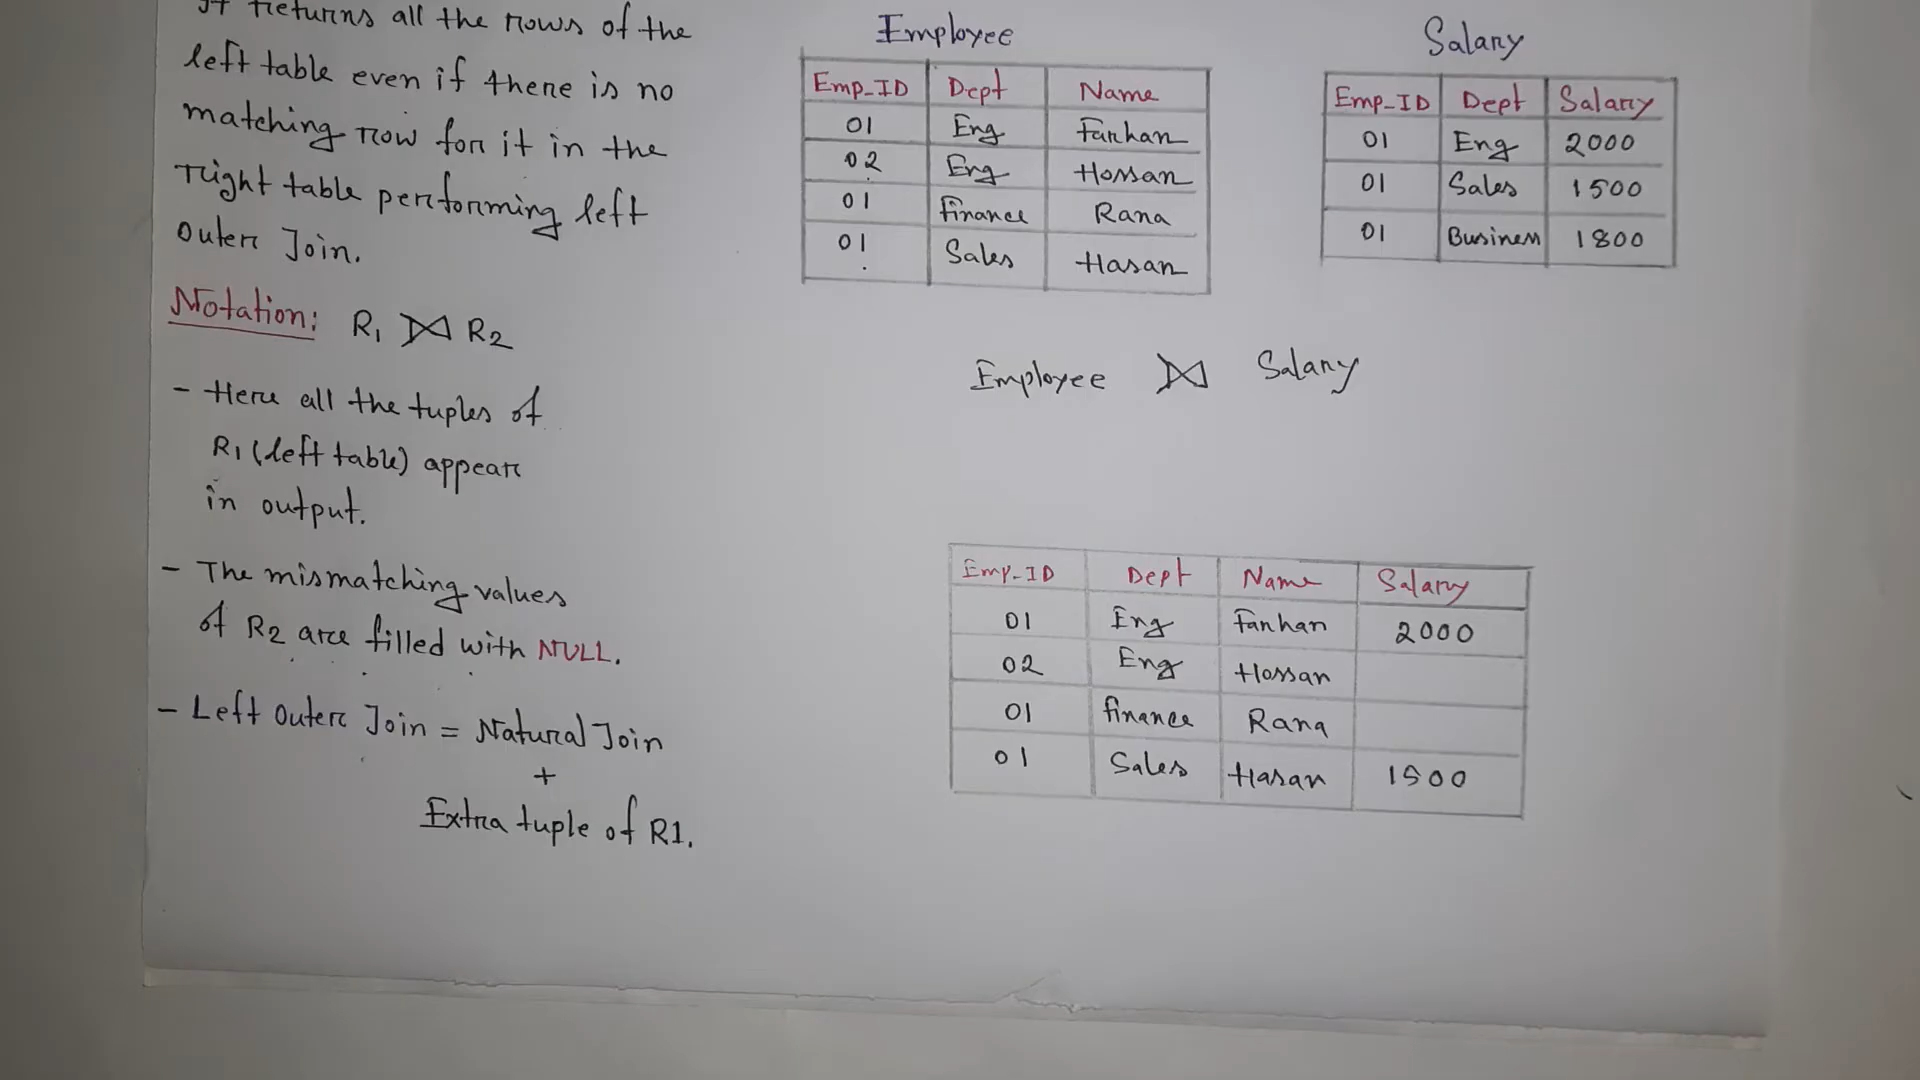 It returns all the rows of the
left table even if there is no
matching row for it in the
right table performing left
outer Join.
Notation: R1 ⟕ R2
- Here all the tuples of
R1 (left table) appear
in output.
- The mismatching values
of R2 are filled with NULL.
- Left Outer Join = Natural Join
+
Extra tuple of R1.
Employee
Emp_ID Dept Name
01 Eng Farhan
02 Eng Hossan
01 finance Rana
01 Sales Hasan
Salary
Emp_ID Dept Salary
01 Eng 2000
01 Sales 1500
01 Business 1800
Employee ⟕ Salary
Emp_ID Dept Name Salary
01 Eng Farhan 2000
02 Eng Hossan
01 finance Rana
01 Sales Hasan 1500